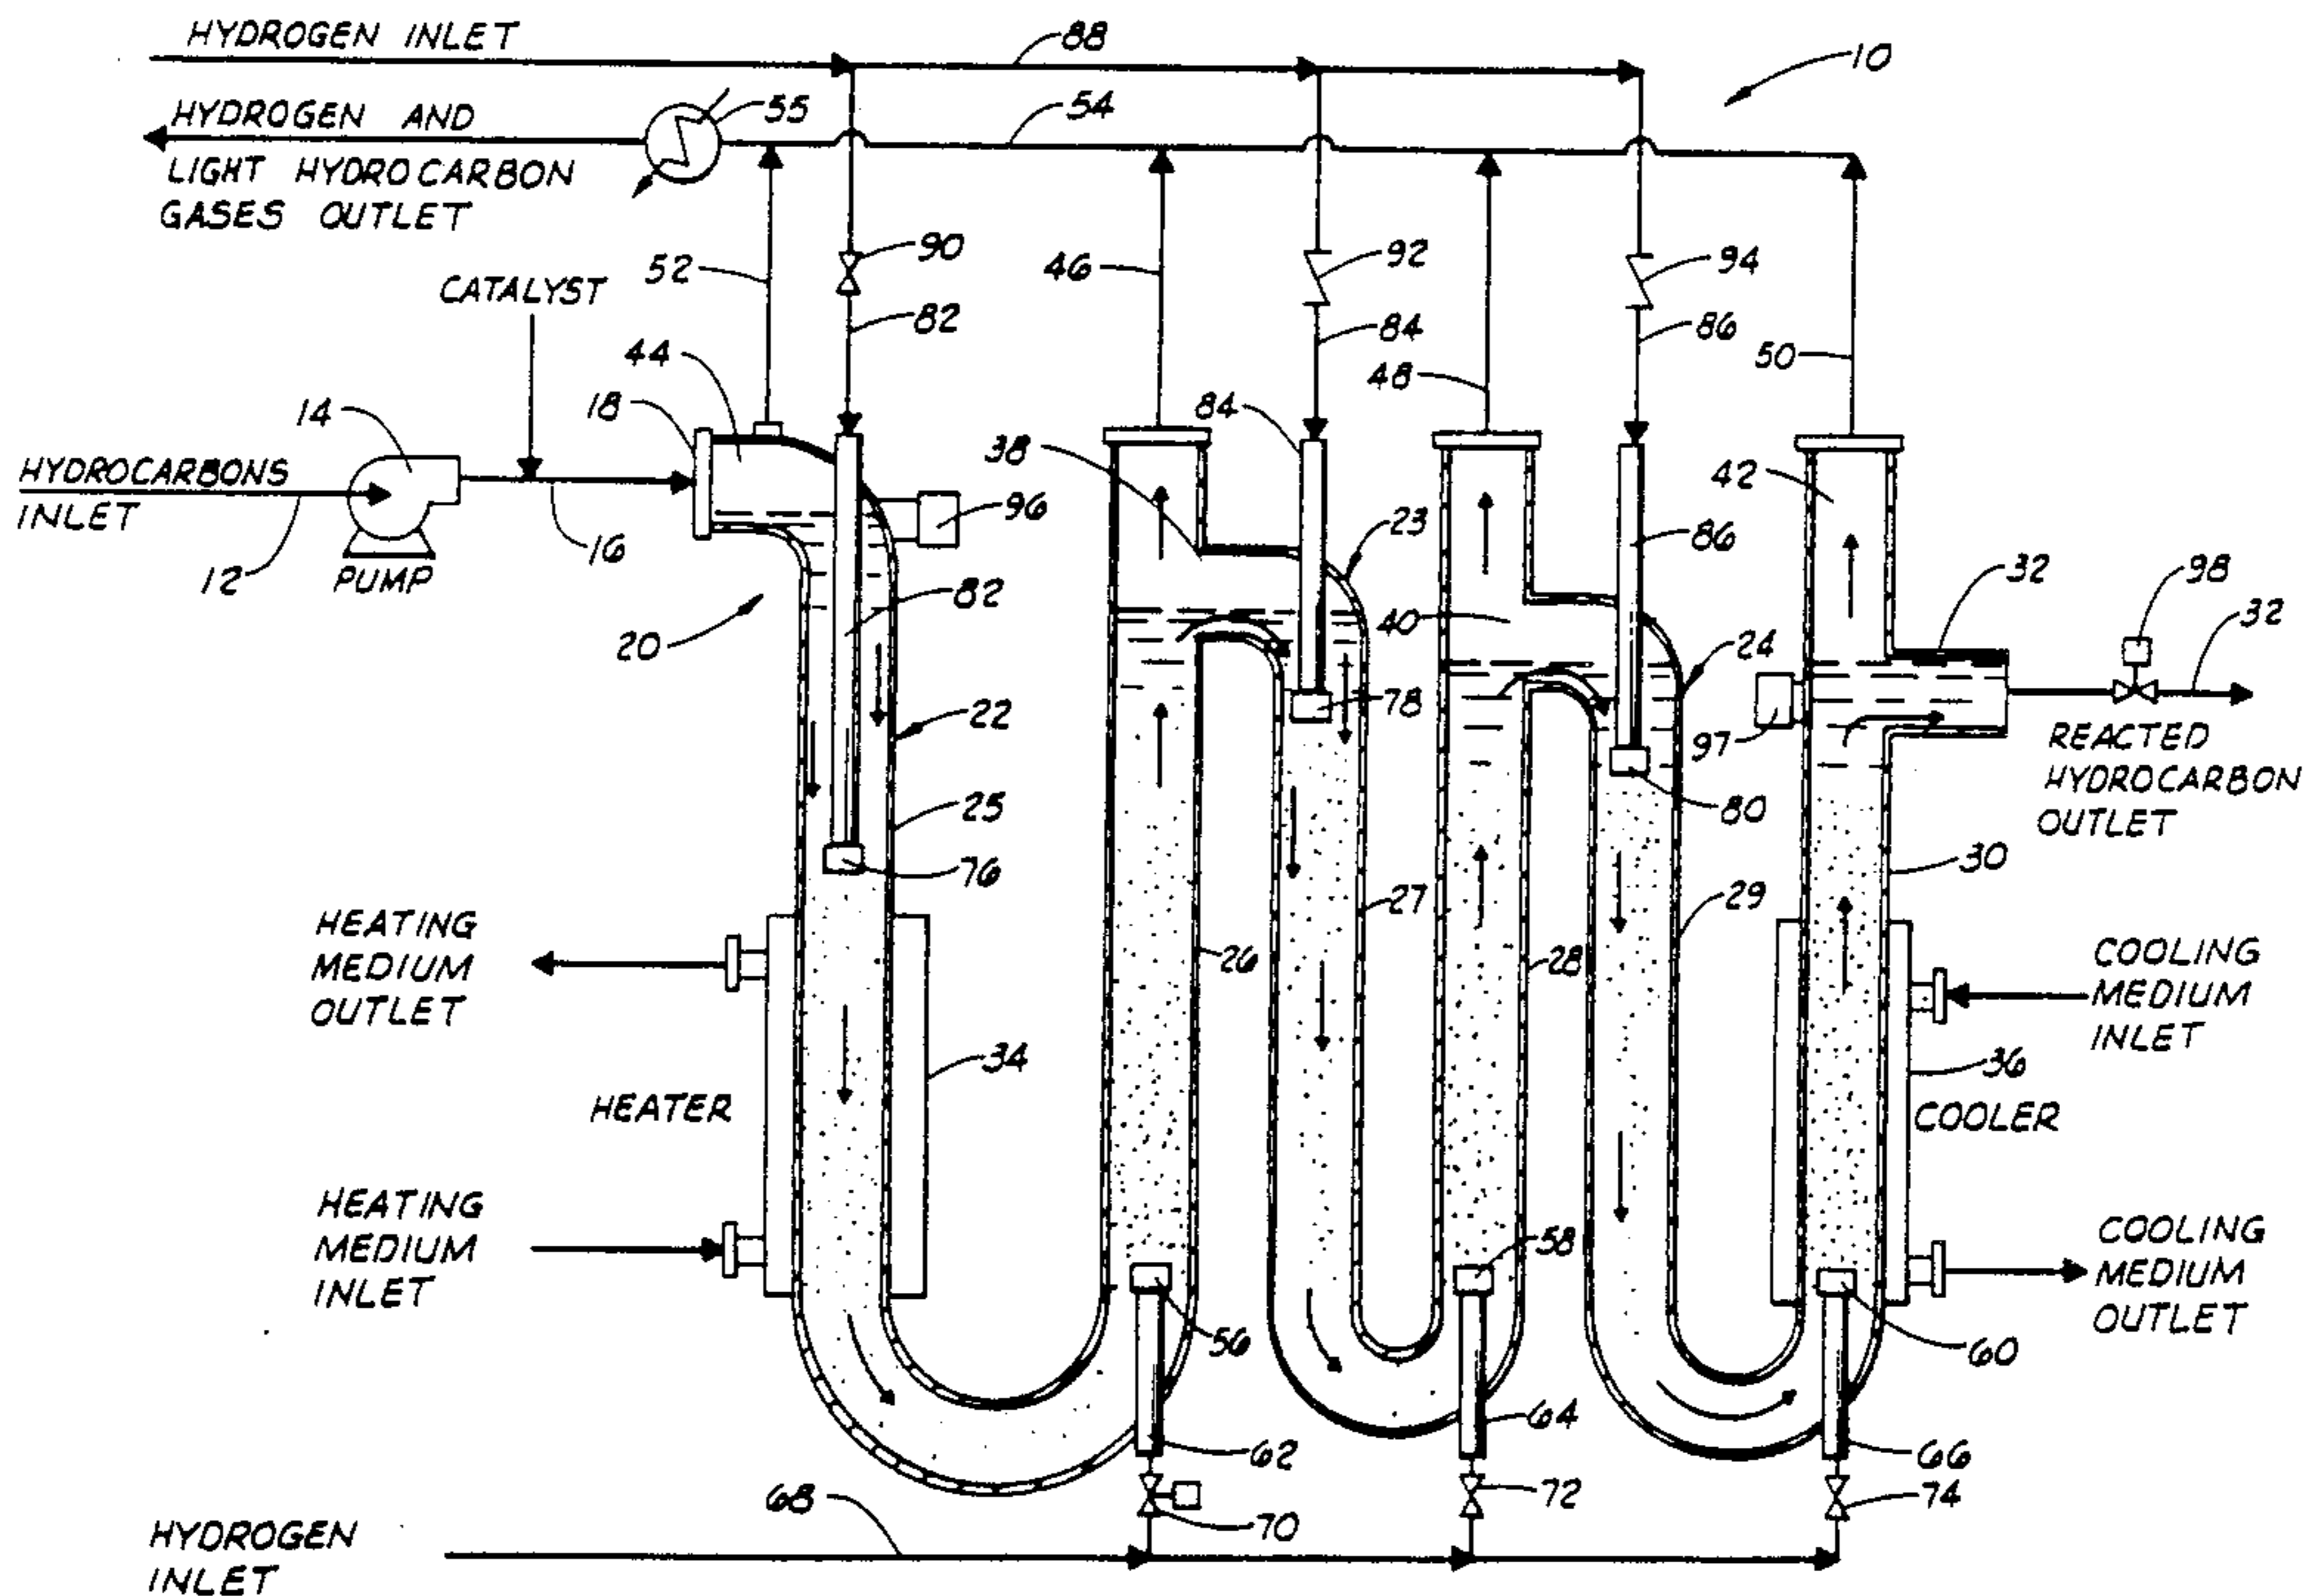 HYDROGEN INLET
88
10
HYDROGEN AND
55
54
LIGHT HYDROCARBON
GASES OUTLET
90
92
94
52
46
CATALYST
82
84
86
44
50
48
14
18
84
38
42
HYDROCARBONS
INLET
96
23
86
32
98
12
16
PUMP
82
40
24
32
20
78
22
97
REACTED
HYDROCARBON
OUTLET
80
25
76
30
27
29
HEATING
MEDIUM
OUTLET
26
28
COOLING
MEDIUM
INLET
34
36
HEATER
COOLER
HEATING
MEDIUM
INLET
58
COOLING
MEDIUM
OUTLET
56
60
62
64
66
68
70
72
74
HYDROGEN
INLET